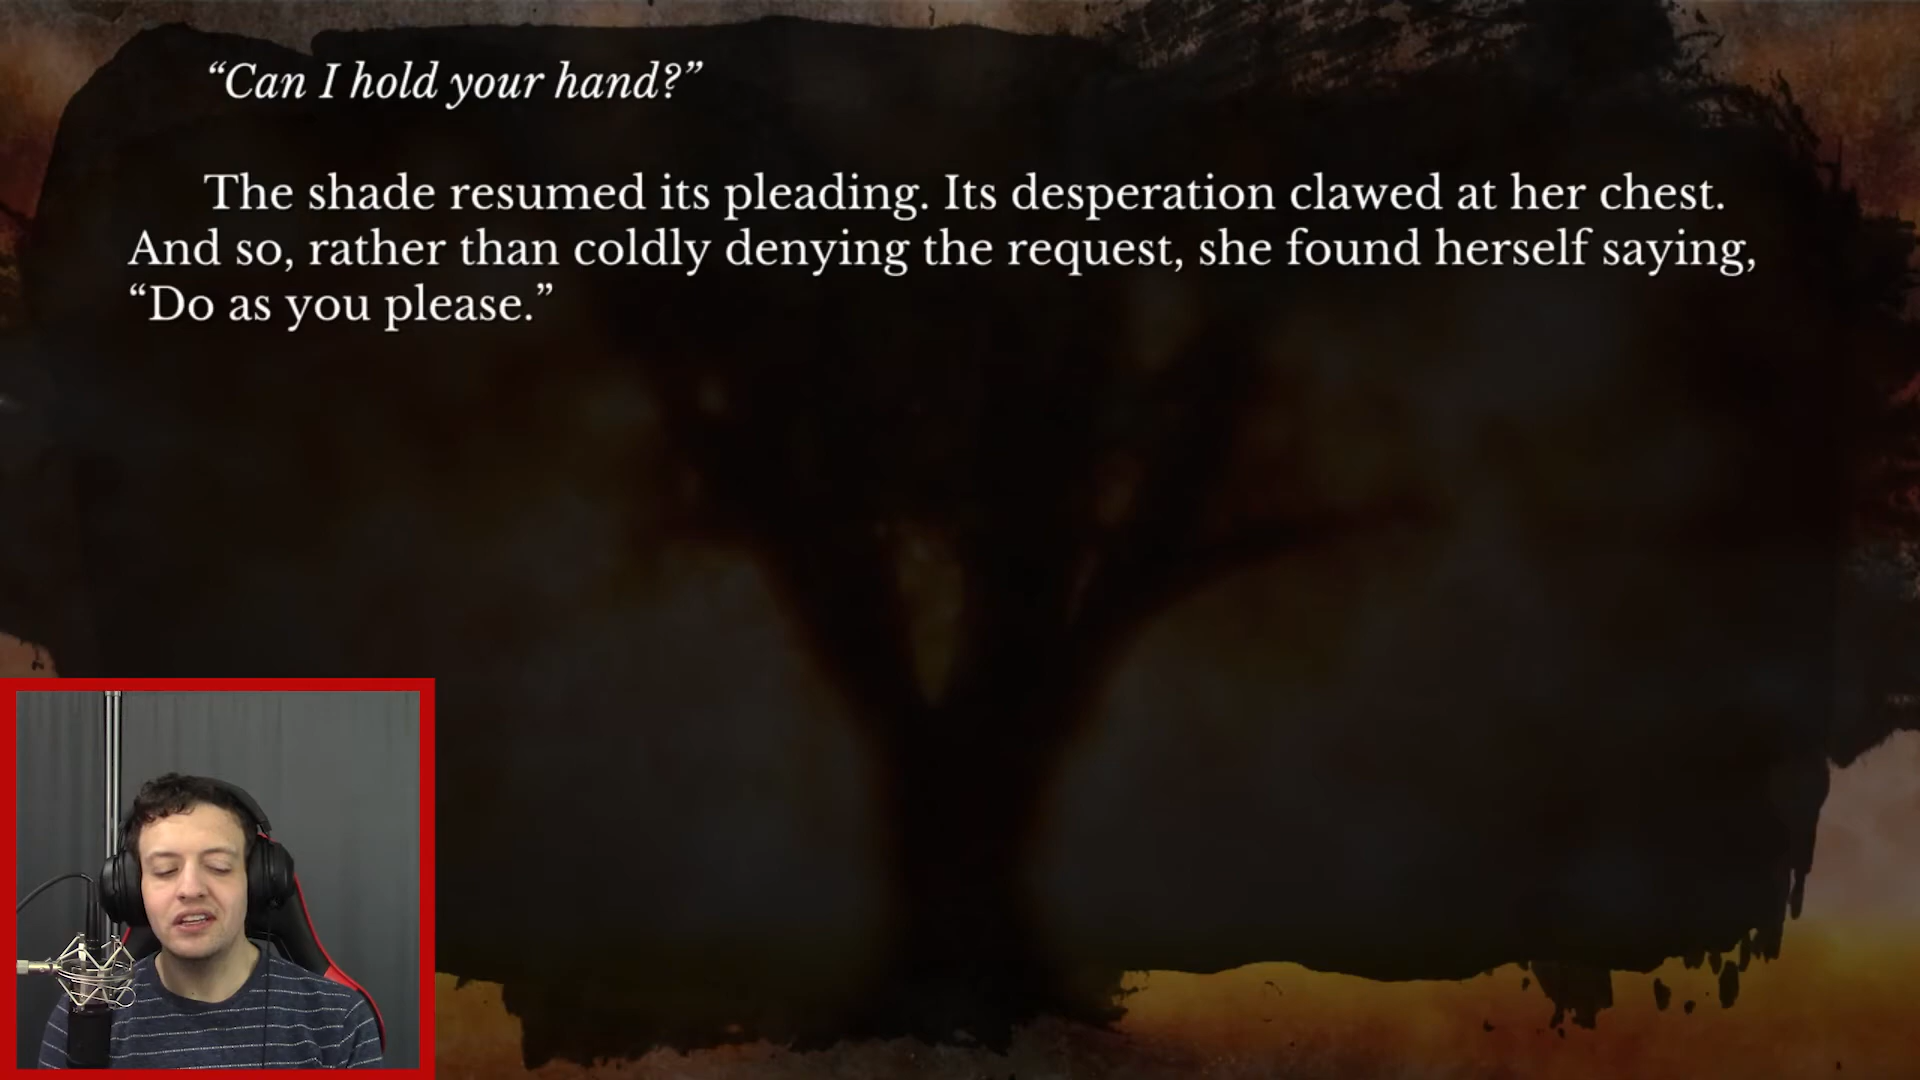 “Can I hold your hand?”
The shade resumed its pleading. Its desperation clawed at her chest.
And so, rather than coldly denying the request, she found herself saying,
“Do as you please.”